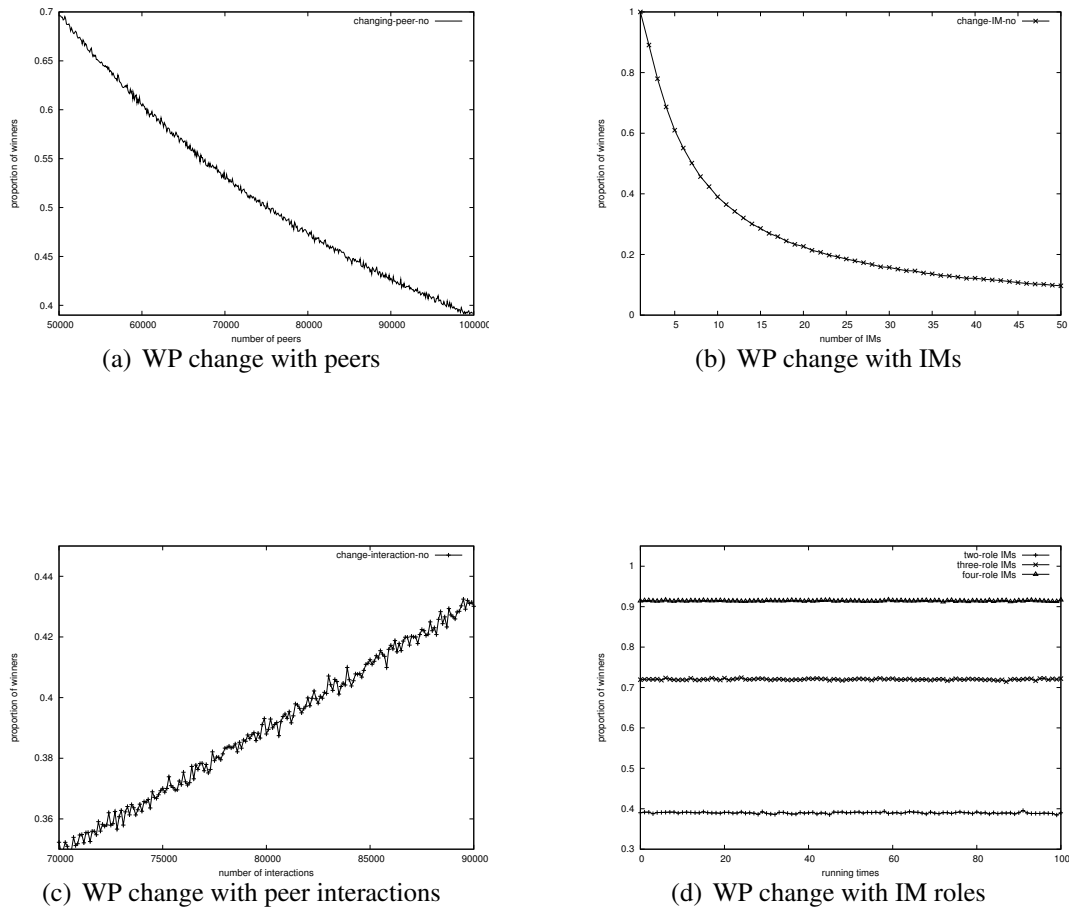 changing-peer-no
0.7
0.65
0.6
0.55
0.5
0.45
0.4
proportion of winners
50000 60000 70000 80000 90000 100000
number of peers
(a) WP change with peers
change-IM-no
1
0.8
0.6
0.4
0.2
0
proportion of winners
5 10 15 20 25 30 35 40 45 50
number of IMs
(b) WP change with IMs
change-interaction-no
0.44
0.42
0.4
0.38
0.36
proportion of winners
70000 75000 80000 85000 90000
number of interactions
(c) WP change with peer interactions
two-role IMs
three-role IMs
four-role IMs
1
0.9
0.8
0.7
0.6
0.5
0.4
0.3
proportion of winners
0 20 40 60 80 100
running times
(d) WP change with IM roles